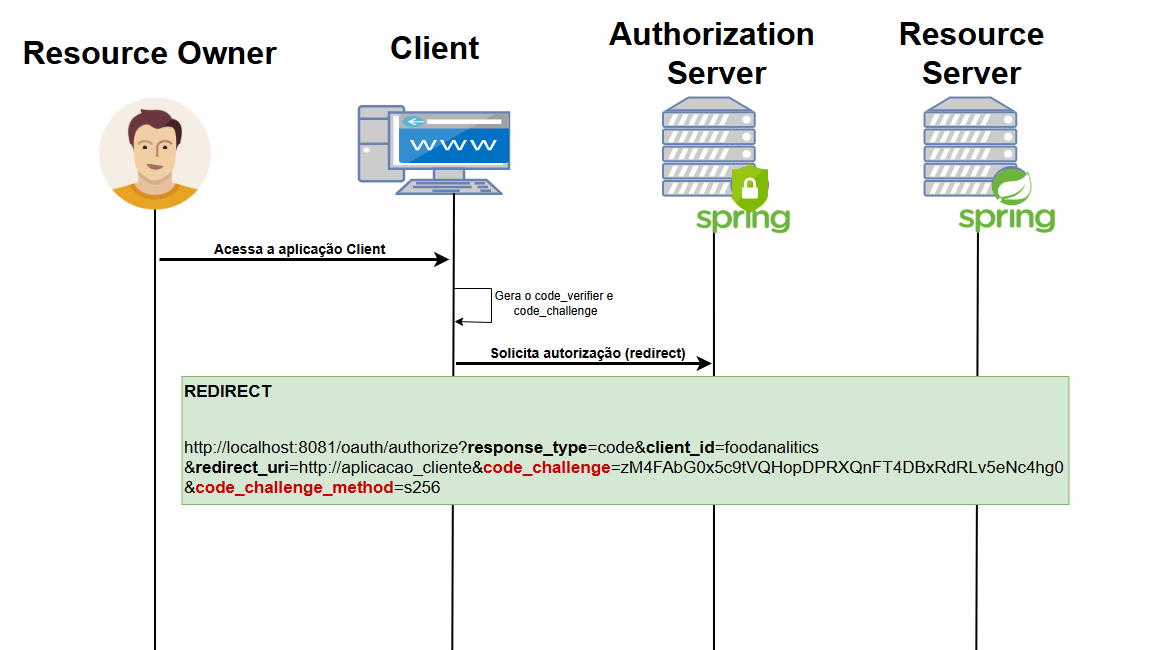 Resource Owner
Client
Authorization
Server
Resource
Server
WWW
spring
spring
Acessa a aplicação Client
Gera o code_verifier e
code_challenge
Solicita autorização (redirect)
REDIRECT
http://localhost:8081/oauth/authorize?response_type=code&client_id=foodanalitics
&redirect_uri=http://aplicacao_cliente&code_challenge=zM4FAbG0x5c9tVQHopDPRXQnFT4DBxRdRLv5eNc4hg0
&code_challenge_method=s256